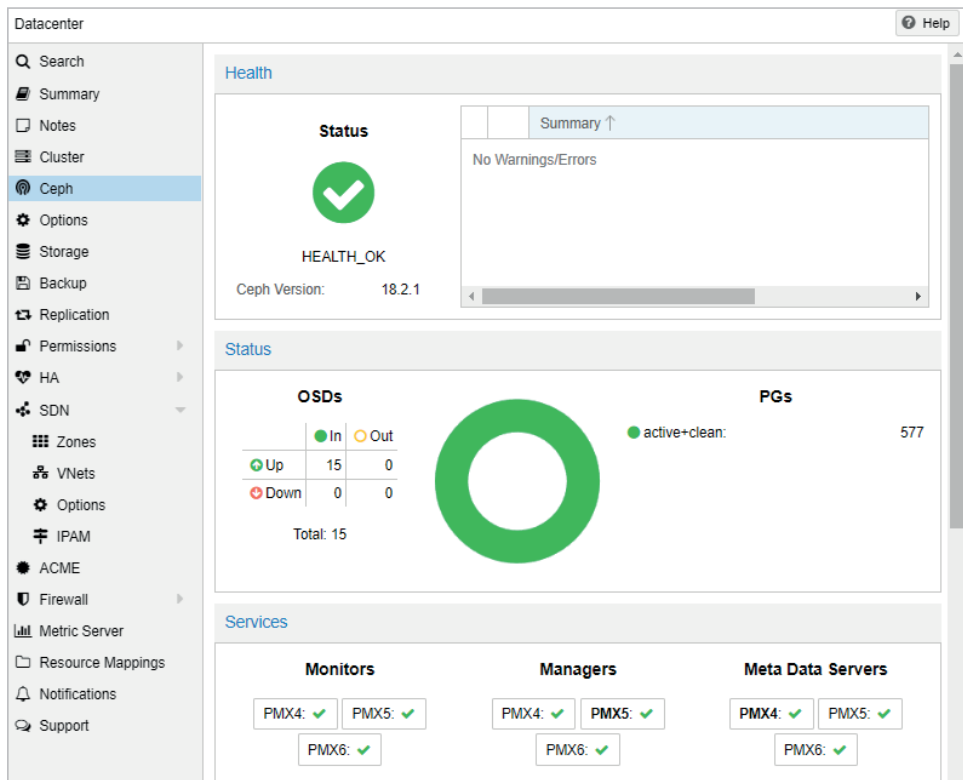 Datacenter
Help
Search
Summary
Notes
Cluster
Ceph
Options
Storage
Backup
Replication
Permissions
HA
SDN
Zones
VNets
Options
IPAM
ACME
Firewall
Metric Server
Resource Mappings
Notifications
Support
Health
Status
HEALTH_OK
Ceph Version: 18.2.1
Summary ↑
No Warnings/Errors
Status
OSDs
In Out
Up 15 0
Down 0 0
Total: 15
PGs
active+clean: 577
Services
Monitors
PMX4: PMX5:
PMX6:
Managers
PMX4: PMX5:
PMX6:
Meta Data Servers
PMX4: PMX5:
PMX6: